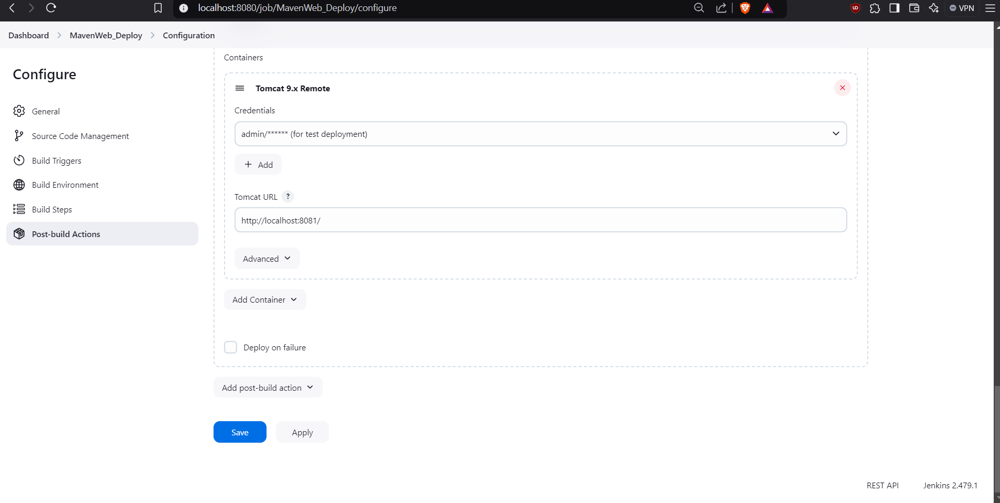 localhost:8080/job/MavenWeb_Deploy/configure
VPN
Dashboard > MavenWeb_Deploy > Configuration
Configure
General
Source Code Management
Build Triggers
Build Environment
Build Steps
Post-build Actions
Containers
Tomcat 9.x Remote
Credentials
admin/****** (for test deployment)
+ Add
Tomcat URL ?
http://localhost:8081/
Advanced
Add Container
Deploy on failure
Add post-build action
Save Apply
REST API Jenkins 2.479.1